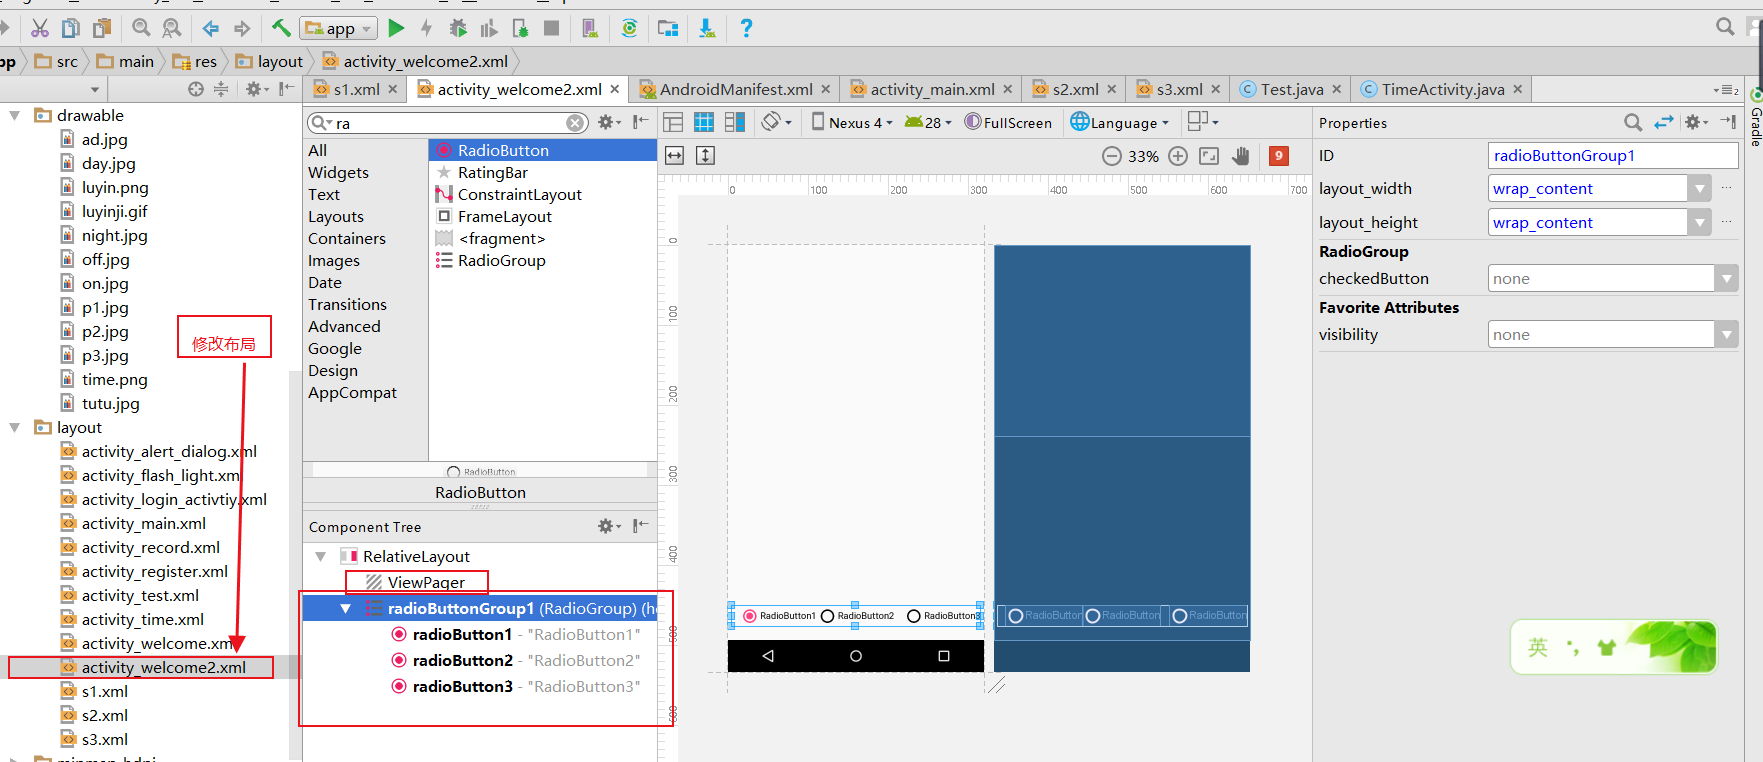 app
28
pp
src
main
res
layout
activity_welcome2.xml
s1.xml
activity_welcome2.xml
AndroidManifest.xml
activity_main.xml
s2.xml
s3.xml
Test.java
TimeActivity.java
2
Gradle
drawable
ad.jpg
day.jpg
luyin.png
luyinji.gif
night.jpg
off.jpg
on.jpg
p1.jpg
p2.jpg
p3.jpg
time.png
tutu.jpg
layout
activity_alert_dialog.xml
activity_flash_light.xml
activity_login_activtiy.xml
activity_main.xml
activity_record.xml
activity_register.xml
activity_test.xml
activity_time.xml
activity_welcome.xml
activity_welcome2.xml
s1.xml
s2.xml
s3.xml
修改布局
ra
All
Widgets
Text
Layouts
Containers
Images
Date
Transitions
Advanced
Google
Design
AppCompat
RadioButton
RatingBar
ConstraintLayout
FrameLayout
<fragment>
RadioGroup
RadioButton
RadioButton
Component Tree
RelativeLayout
ViewPager
radioButtonGroup1 (RadioGroup) (ho
radioButton1 - "RadioButton1"
radioButton2 - "RadioButton2"
radioButton3 - "RadioButton3"
Nexus 4
FullScreen
Language
33%
9
0 100 200 300 400 500 600 700
0
100
200
300
400
500
600
RadioButton1 RadioButton2 RadioButton3
RadioButton RadioButton RadioButton
Properties
ID radioButtonGroup1
layout_width wrap_content
layout_height wrap_content
RadioGroup
checkedButton none
Favorite Attributes
visibility none
英